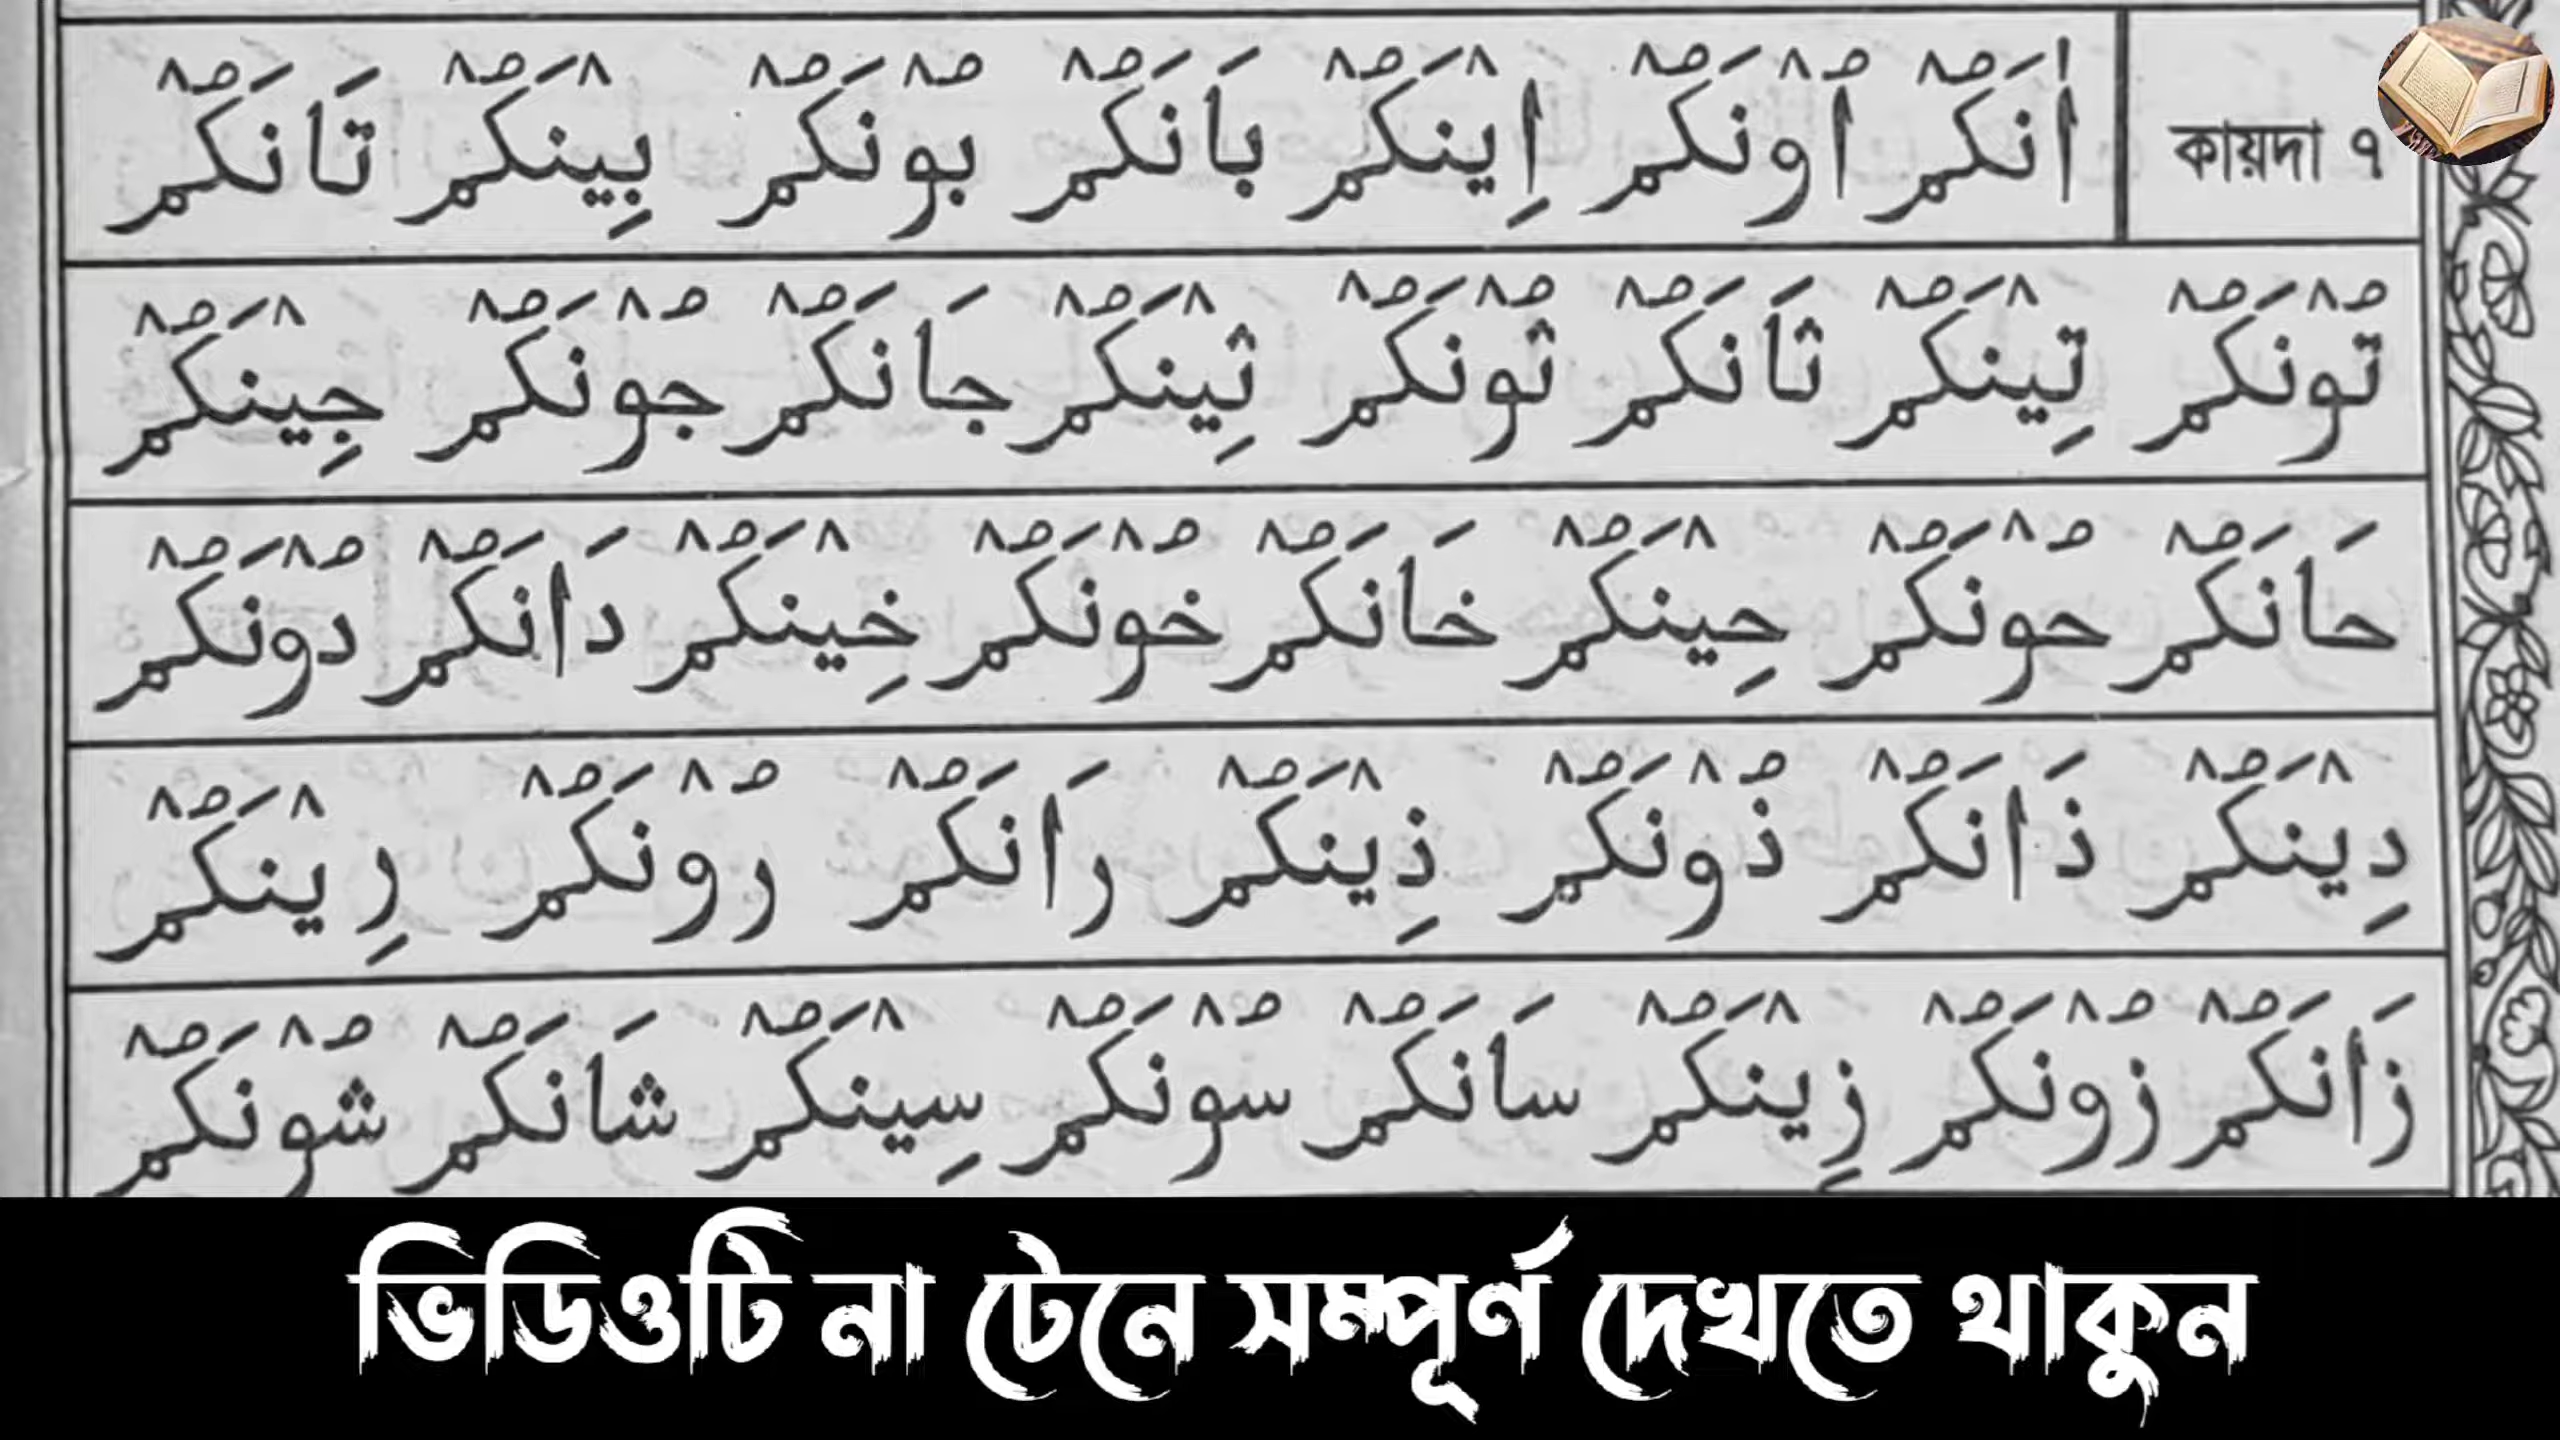 কায়দা ৭ اٰنَكُمْ اُوْنَكُمْ اِيْنَكُمْ بَانَكُمْ بُوْنَكُمْ بِيْنَكُمْ تَانَكُمْ
تُوْنَكُمْ تِيْنَكُمْ ثَانَكُمْ ثُوْنَكُمْ ثِيْنَكُمْ جَانَكُمْ جُوْنَكُمْ جِيْنَكُمْ
حَانَكُمْ حُوْنَكُمْ حِيْنَكُمْ خَانَكُمْ خُوْنَكُمْ خِيْنَكُمْ دَانَكُمْ دُوْنَكُمْ
دِيْنَكُمْ ذَانَكُمْ ذُوْنَكُمْ ذِيْنَكُمْ رَانَكُمْ رُوْنَكُمْ رِيْنَكُمْ
زَانَكُمْ زُوْنَكُمْ زِيْنَكُمْ سَانَكُمْ سُوْنَكُمْ سِيْنَكُمْ شَانَكُمْ شُوْنَكُمْ
ভিডিওটি না টেনে সম্পূর্ণ দেখতে থাকুন